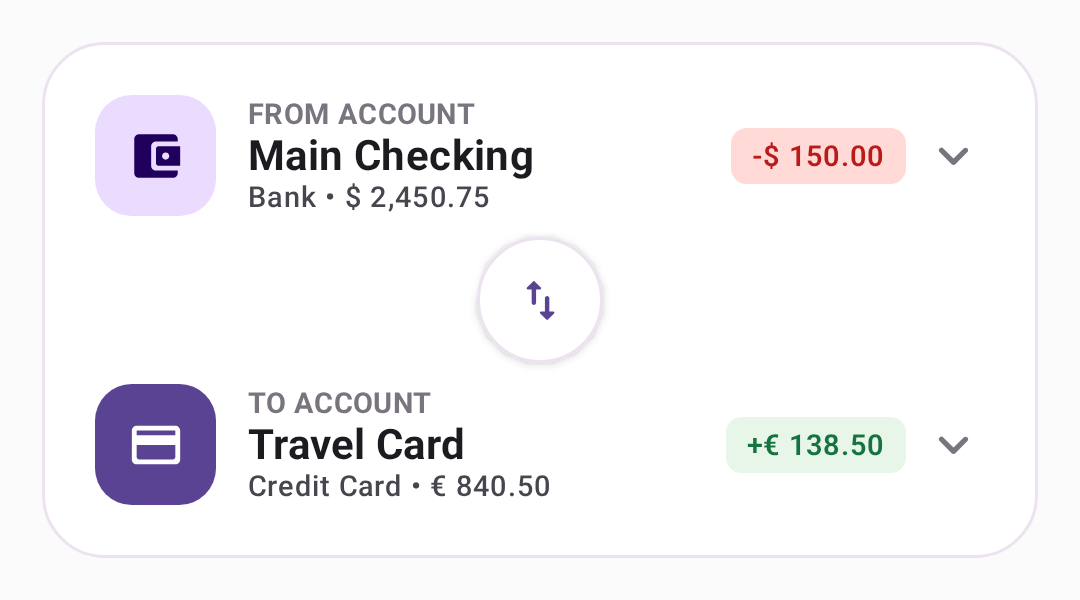 FROM ACCOUNT
Main Checking
Bank • $ 2,450.75
-$ 150.00
TO ACCOUNT
Travel Card
Credit Card • € 840.50
+€ 138.50